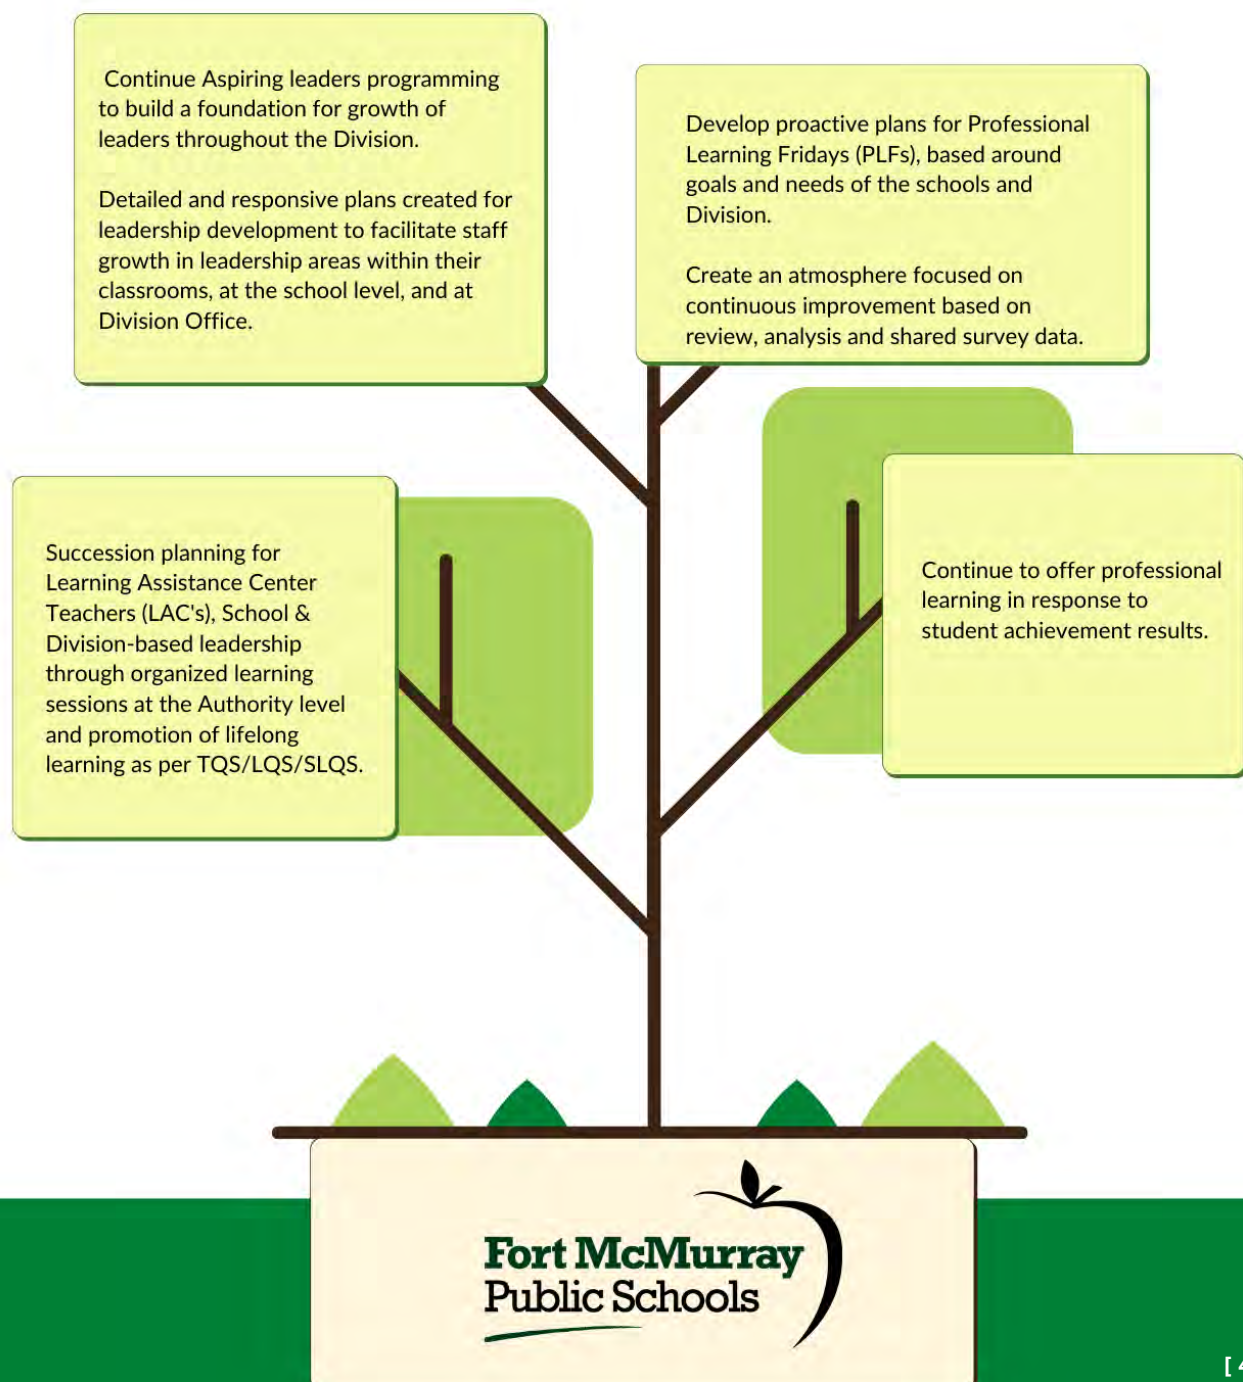 Continue Aspiring leaders programming
to build a foundation for growth of
leaders throughout the Division.
Detailed and responsive plans created for
leadership development to facilitate staff
growth in leadership areas within their
classrooms, at the school level, and at
Division Office.
Develop proactive plans for Professional
Learning Fridays (PLFs), based around
goals and needs of the schools and
Division.
Create an atmosphere focused on
continuous improvement based on
review, analysis and shared survey data.
Succession planning for
Learning Assistance Center
Teachers (LAC's), School &
Division-based leadership
through organized learning
sessions at the Authority level
and promotion of lifelong
learning as per TQS/LQS/SLQS.
Continue to offer professional
learning in response to
student achievement results.
Fort McMurray
Public Schools